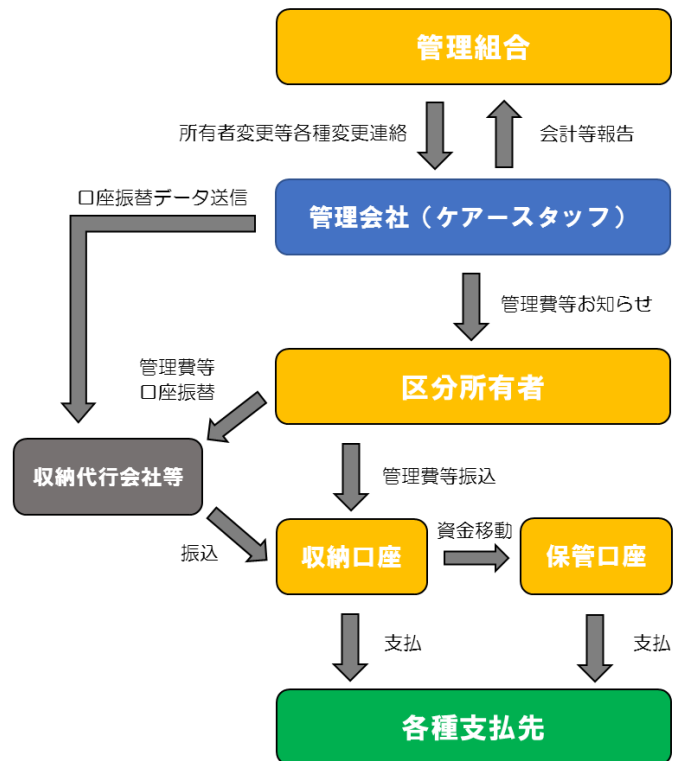 管理組合
所有者変更等各種変更連絡
会計等報告
口座振替データ送信
管理会社（ケアースタッフ）
管理費等お知らせ
管理費等
口座振替
区分所有者
収納代行会社等
管理費等振込
振込
収納口座
資金移動
保管口座
支払
支払
各種支払先